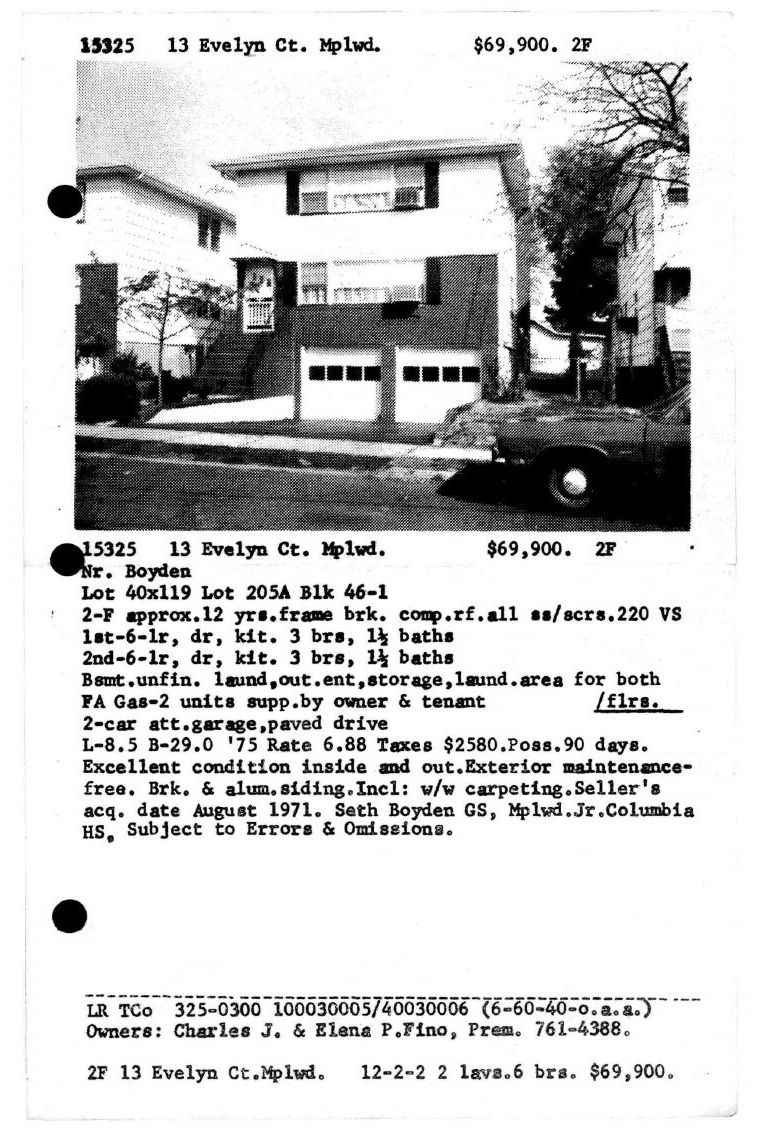 15325 13 Evelyn Ct. Mplwd. $69,900. 2F
15325 13 Evelyn Ct. Mplwd. $69,900. 2F
Nr. Boyden
Lot 40x119 Lot 205A Blk 46-1
2-F approx.12 yrs.frame brk. comp.rf.all ss/scrs.220 VS
1st-6-lr, dr, kit. 3 brs, 1½ baths
2nd-6-lr, dr, kit. 3 brs, 1½ baths
Bsmt.unfin. laund,out.ent,storage,laund.area for both
FA Gas-2 units supp.by owner & tenant /flrs.
2-car att.garage,paved drive
L-8.5 B-29.0 '75 Rate 6.88 Taxes $2580.Poss.90 days.
Excellent condition inside and out.Exterior maintenance-
free. Brk. & alum.siding.Incl: w/w carpeting.Seller's
acq. date August 1971. Seth Boyden GS, Mplwd.Jr.Columbia
HS, Subject to Errors & Omissions.
LR TCo 325-0300 100030005/40030006 (6-60-40-o.a.a.)
Owners: Charles J. & Elena P.Fino, Prem. 761-4388.
2F 13 Evelyn Ct.Mplwd. 12-2-2 2 lavs.6 brs. $69,900.